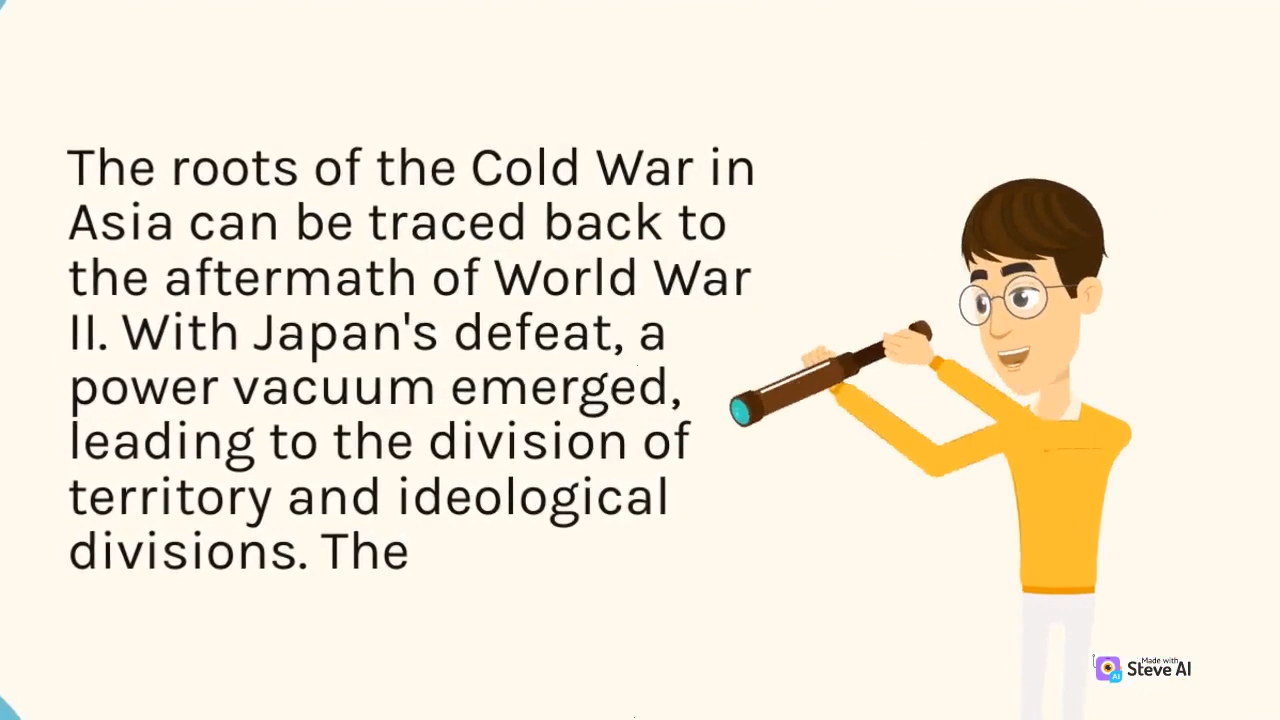 The roots of the Cold War in
Asia can be traced back to
the aftermath of World War
II. With Japan's defeat, a
power vacuum emerged,
leading to the division of
territory and ideological
divisions. The
Made with
Steve AI
AI